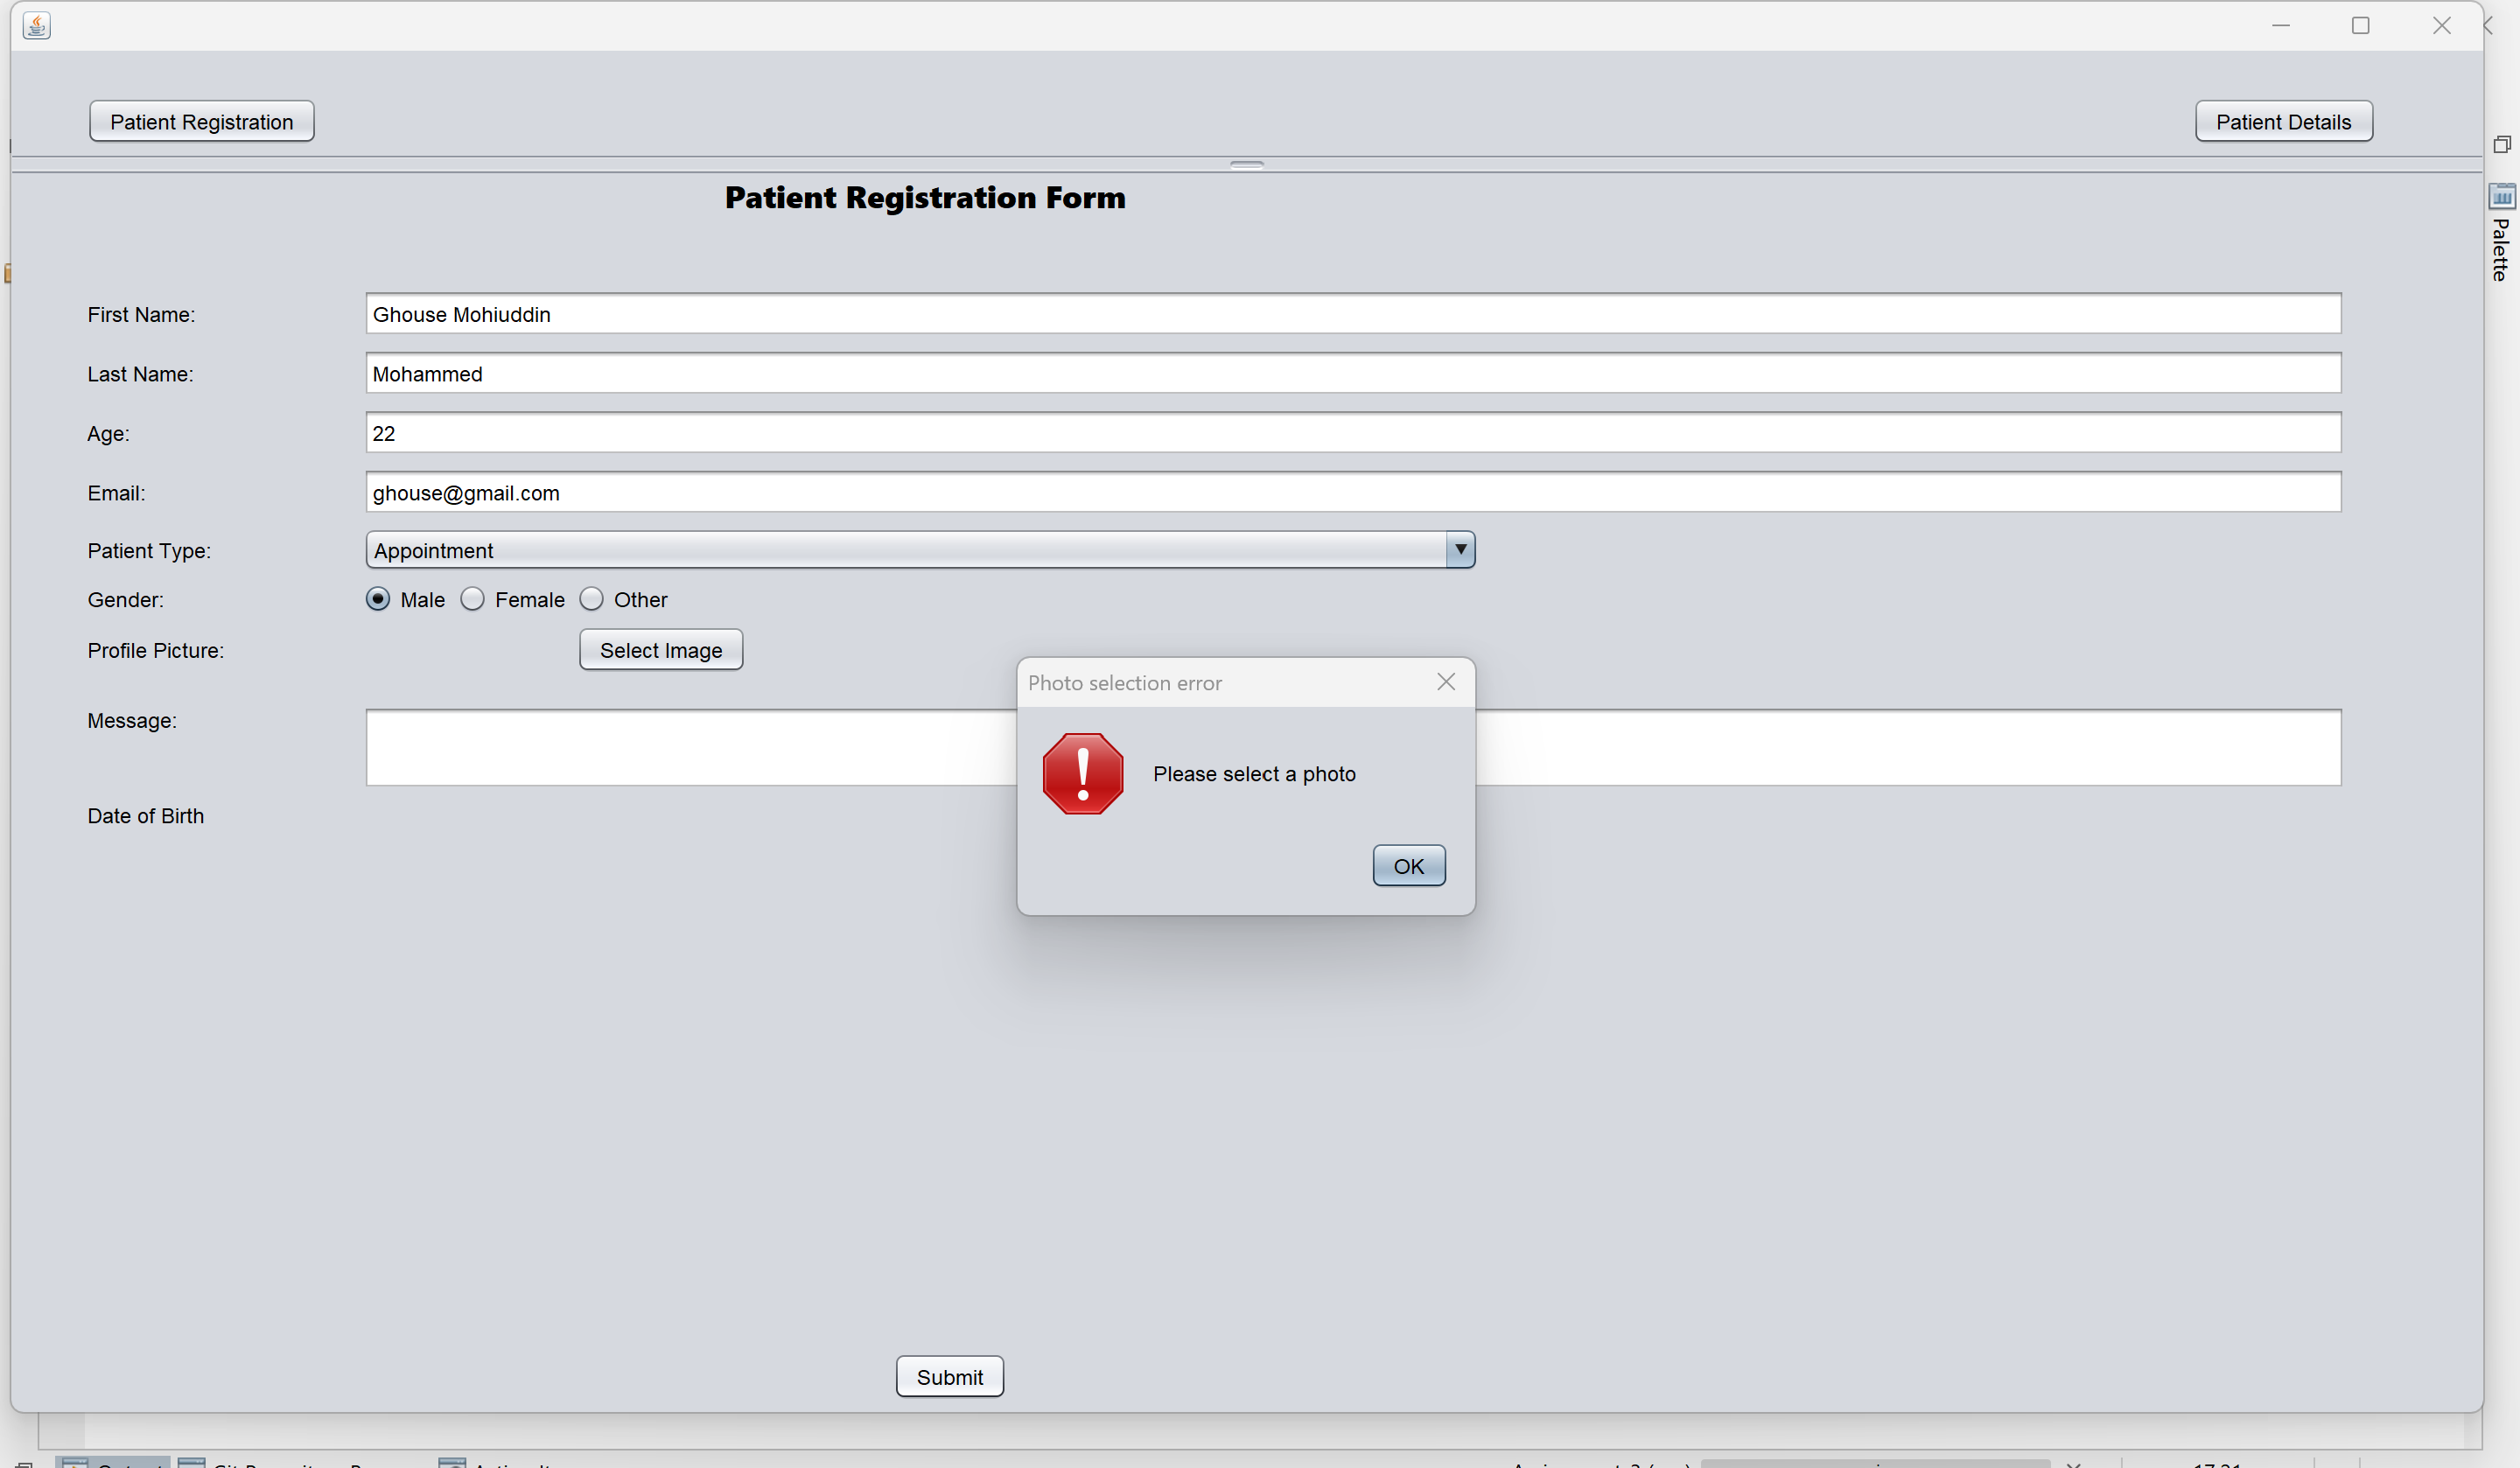 Patient Registration
Patient Details
Palette
Patient Registration Form
First Name:
Ghouse Mohiuddin
Last Name:
Mohammed
Age:
22
Email:
ghouse@gmail.com
Patient Type:
Appointment
Gender:
Male
Female
Other
Profile Picture:
Select Image
Photo selection error
Message:
Please select a photo
Date of Birth
OK
Submit